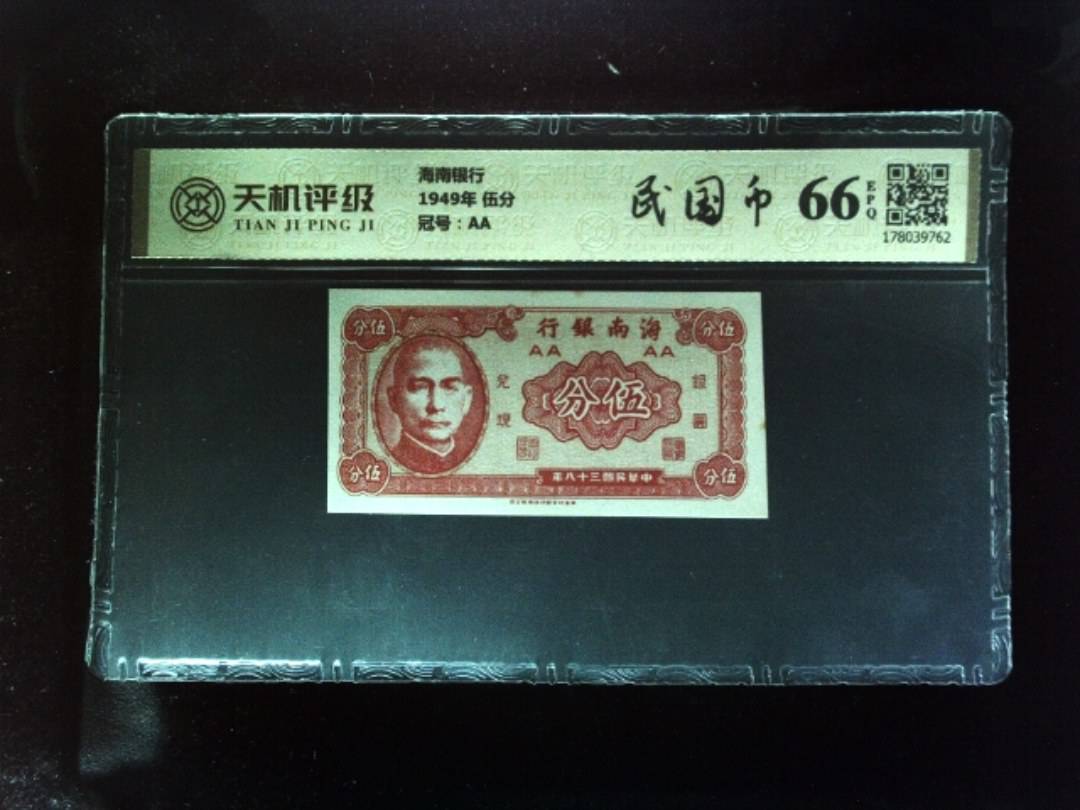 天机评级
TIAN JI PING JI
海南银行
1949年 伍分
冠号：AA
民国币
66
EPQ
178039762
行銀南海
AA AA
分伍
分伍
兌現
分伍
銀圓
分伍
分伍
年八十三國民華中